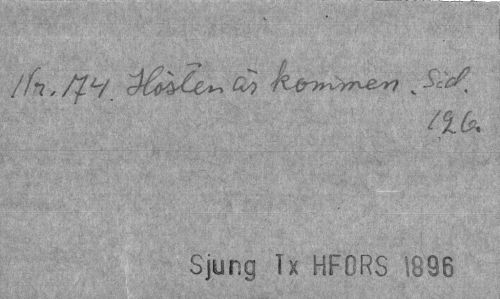 Nr. 174. Hösten är kommen. Sid.
126.
Sjung Tx HFORS 1896